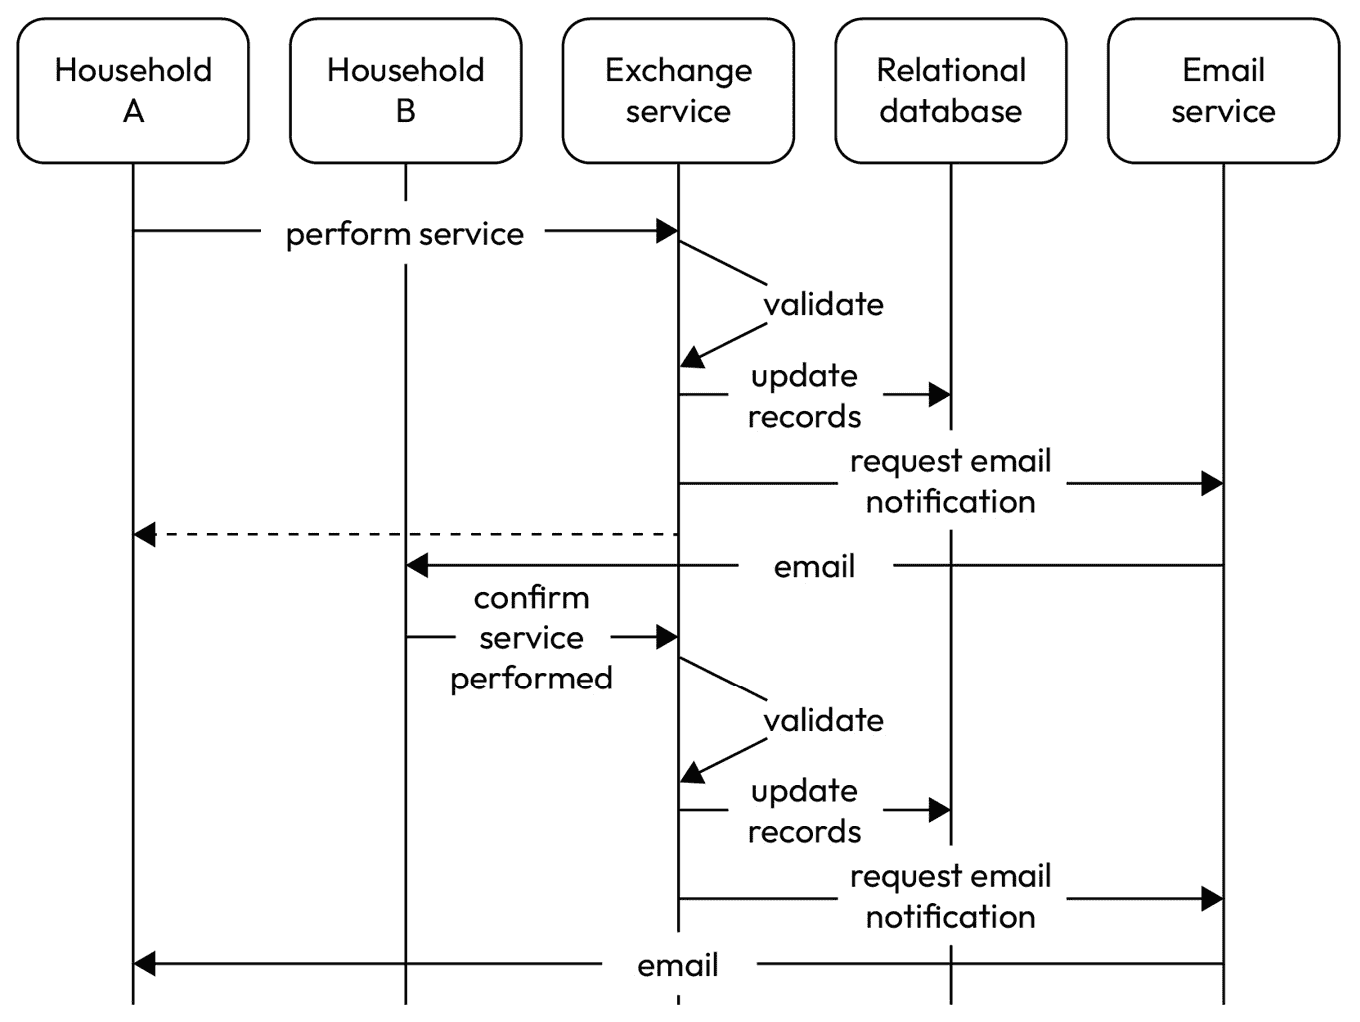 Household
A
Household
B
Exchange
service
Relational
database
Email
service
perform service
validate
update
records
request email
notification
email
confirm
service
performed
validate
update
records
request email
notification
email